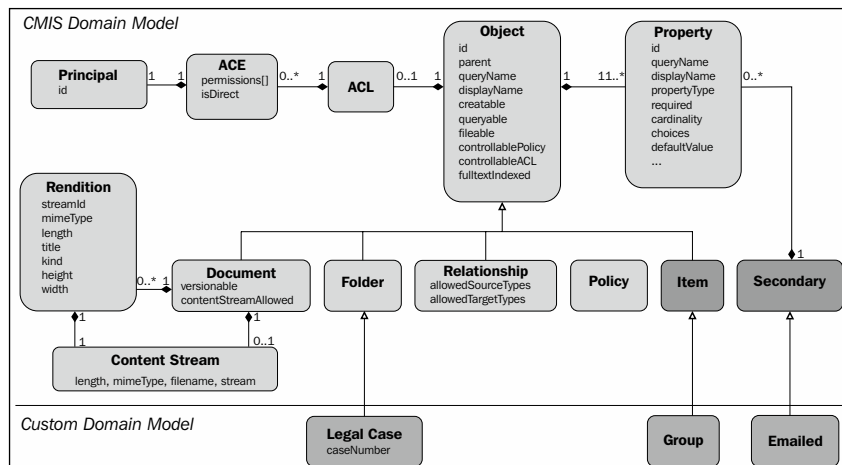 CMIS Domain Model
Principal
id
1
1
ACE
permissions[]
isDirect
0..*
1
ACL
0..1
1
Object
id
parent
queryName
displayName
creatable
queryable
fileable
controllablePolicy
controllableACL
fulltextIndexed
1
11..*
Property
id
queryName
displayName
propertyType
required
cardinality
choices
defaultValue
...
0..*
Rendition
streamId
mimeType
length
title
kind
height
width
0..*
1
Document
versionable
contentStreamAllowed
Folder
Relationship
allowedSourceTypes
allowedTargetTypes
Policy
Item
1
Secondary
1
1
1
0..1
Content Stream
length, mimeType, filename, stream
Custom Domain Model
Legal Case
caseNumber
Group
Emailed